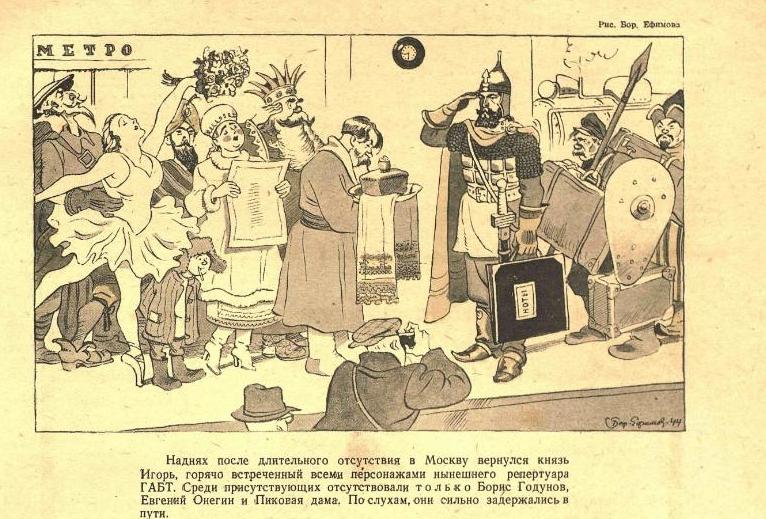 Рис. Бор. Ефимова
МЕТРО
НОТЫ
Бор. Ефимов-44
Наднях после длительного отсутствия в Москву вернулся князь
Игорь, горячо встреченный всеми персонажами нынешнего репертуара
ГАБТ. Среди присутствующих отсутствовали только Борис Годунов,
Евгений Онегин и Пиковая дама. По слухам, они сильно задержались в
пути.